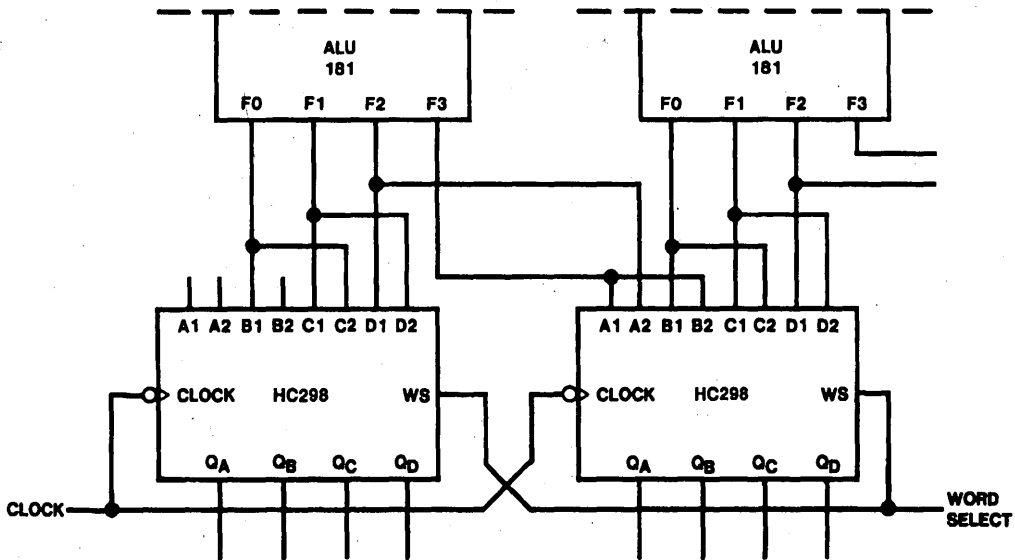 ALU
181
F0 F1 F2 F3
ALU
181
F0 F1 F2 F3
A1 A2 B1 B2 C1 C2 D1 D2
CLOCK HC298 WS
QA QB QC QD
A1 A2 B1 B2 C1 C2 D1 D2
CLOCK HC298 WS
QA QB QC QD
CLOCK
WORD
SELECT